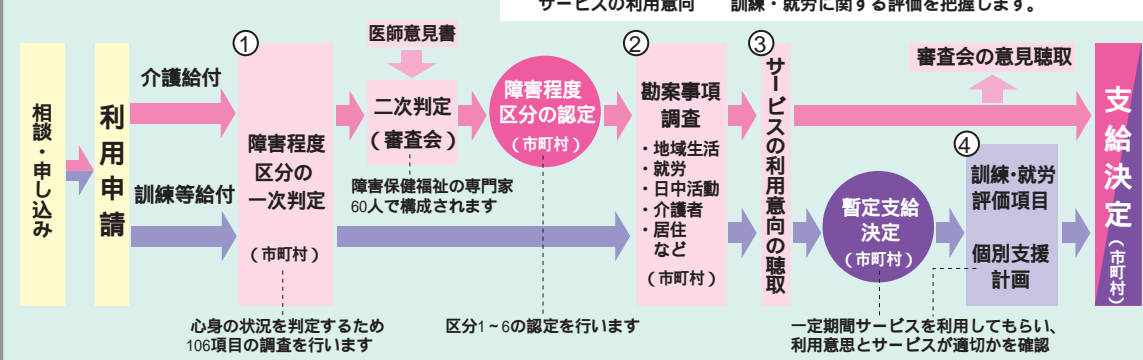 サービスの利用意向 訓練・就労に関する評価を把握します。
相談・申し込み
利用申請
介護給付
訓練等給付
①
障害程度
区分の
一次判定
(市町村)
心身の状況を判定するため
106項目の調査を行います
医師意見書
二次判定
(審査会)
障害保健福祉の専門家
60人で構成されます
障害程度
区分の認定
(市町村)
区分1~6の認定を行います
②
勘案事項
調査
・地域生活
・就労
・日中活動
・介護者
・居住
など
(市町村)
③
サービスの利用意向の聴取
暫定支給
決定
(市町村)
審査会の意見聴取
④
訓練・就労
評価項目
個別支援
計画
一定期間サービスを利用してもらい、
利用意思とサービスが適切かを確認
支給決定(市町村)